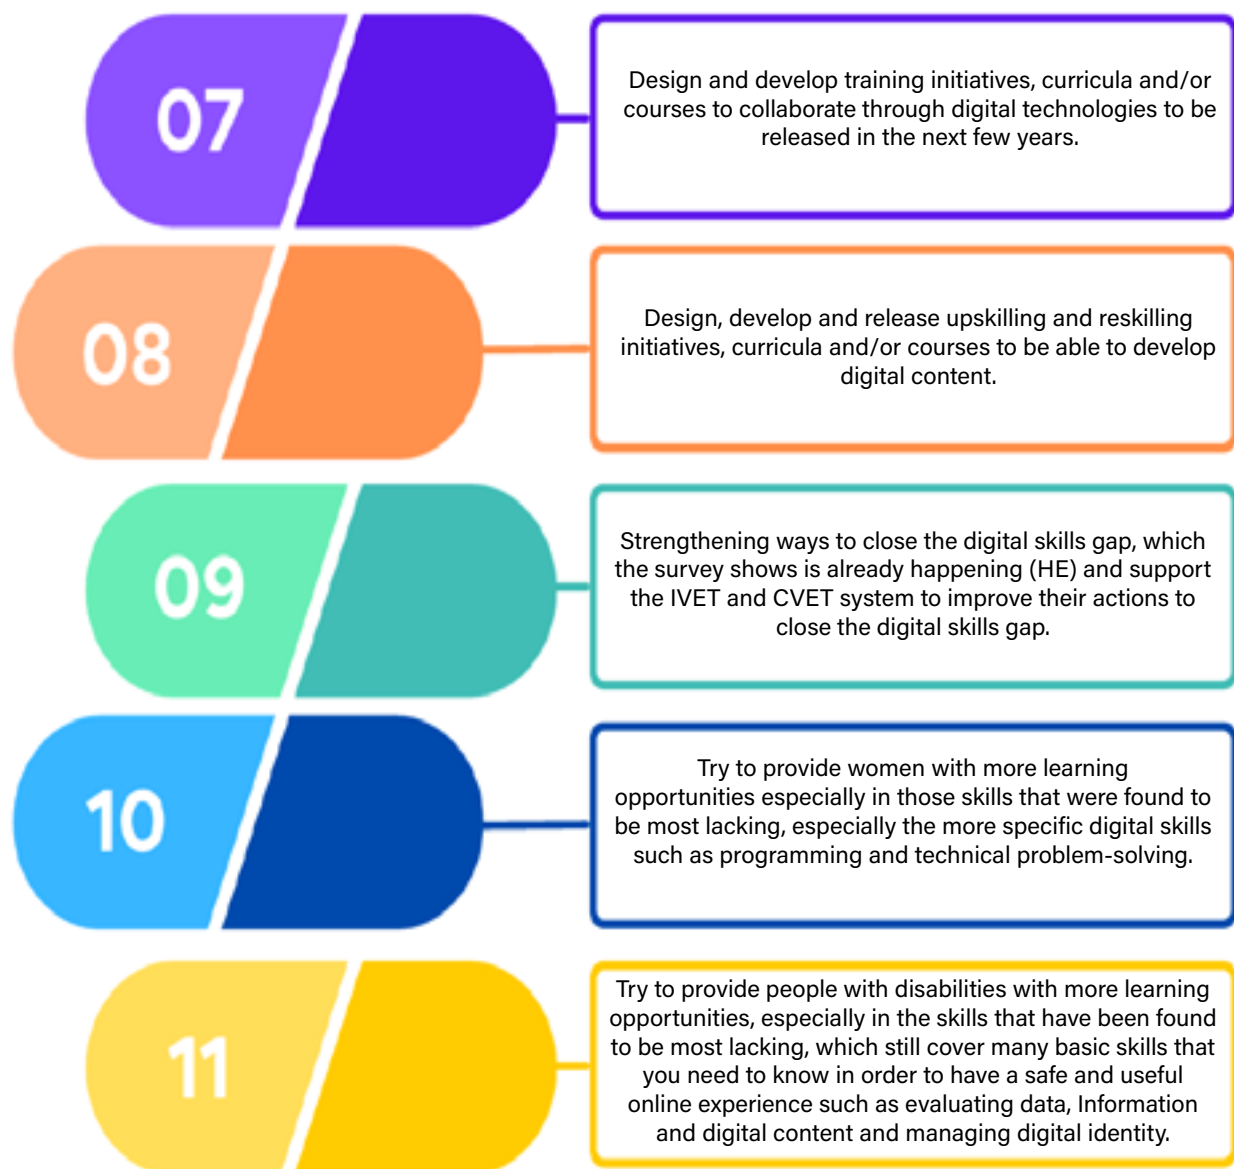 07
Design and develop training initiatives, curricula and/or
courses to collaborate through digital technologies to be
released in the next few years.
08
Design, develop and release upskilling and reskilling
initiatives, curricula and/or courses to be able to develop
digital content.
09
Strengthening ways to close the digital skills gap, which
the survey shows is already happening (HE) and support
the IVET and CVET system to improve their actions to
close the digital skills gap.
10
Try to provide women with more learning
opportunities especially in those skills that were found to
be most lacking, especially the more specific digital skills
such as programming and technical problem-solving.
11
Try to provide people with disabilities with more learning
opportunities, especially in the skills that have been found
to be most lacking, which still cover many basic skills that
you need to know in order to have a safe and useful
online experience such as evaluating data, Information
and digital content and managing digital identity.